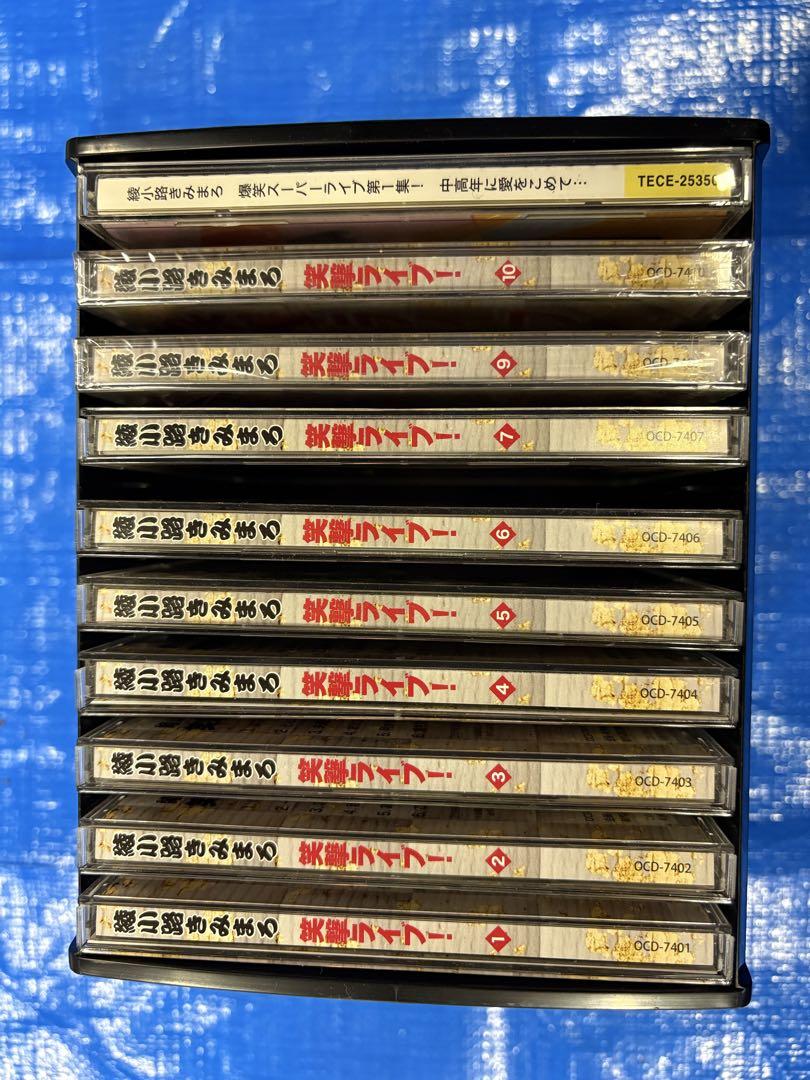 綾小路きみまろ 爆笑スーパーライブ第1集! 中高年に愛をこめて… TECE-2535
綾小路きみまろ 笑撃ライブ! 10
綾小路きみまろ 笑撃ライブ! 9
綾小路きみまろ 笑撃ライブ! 7 OCD-7407
綾小路きみまろ 笑撃ライブ! 6 OCD-7406
綾小路きみまろ 笑撃ライブ! 5 OCD-7405
綾小路きみまろ 笑撃ライブ! 4 OCD-7404
綾小路きみまろ 笑撃ライブ! 3 OCD-7403
綾小路きみまろ 笑撃ライブ! 2 OCD-7402
綾小路きみまろ 笑撃ライブ! 1 OCD-7401